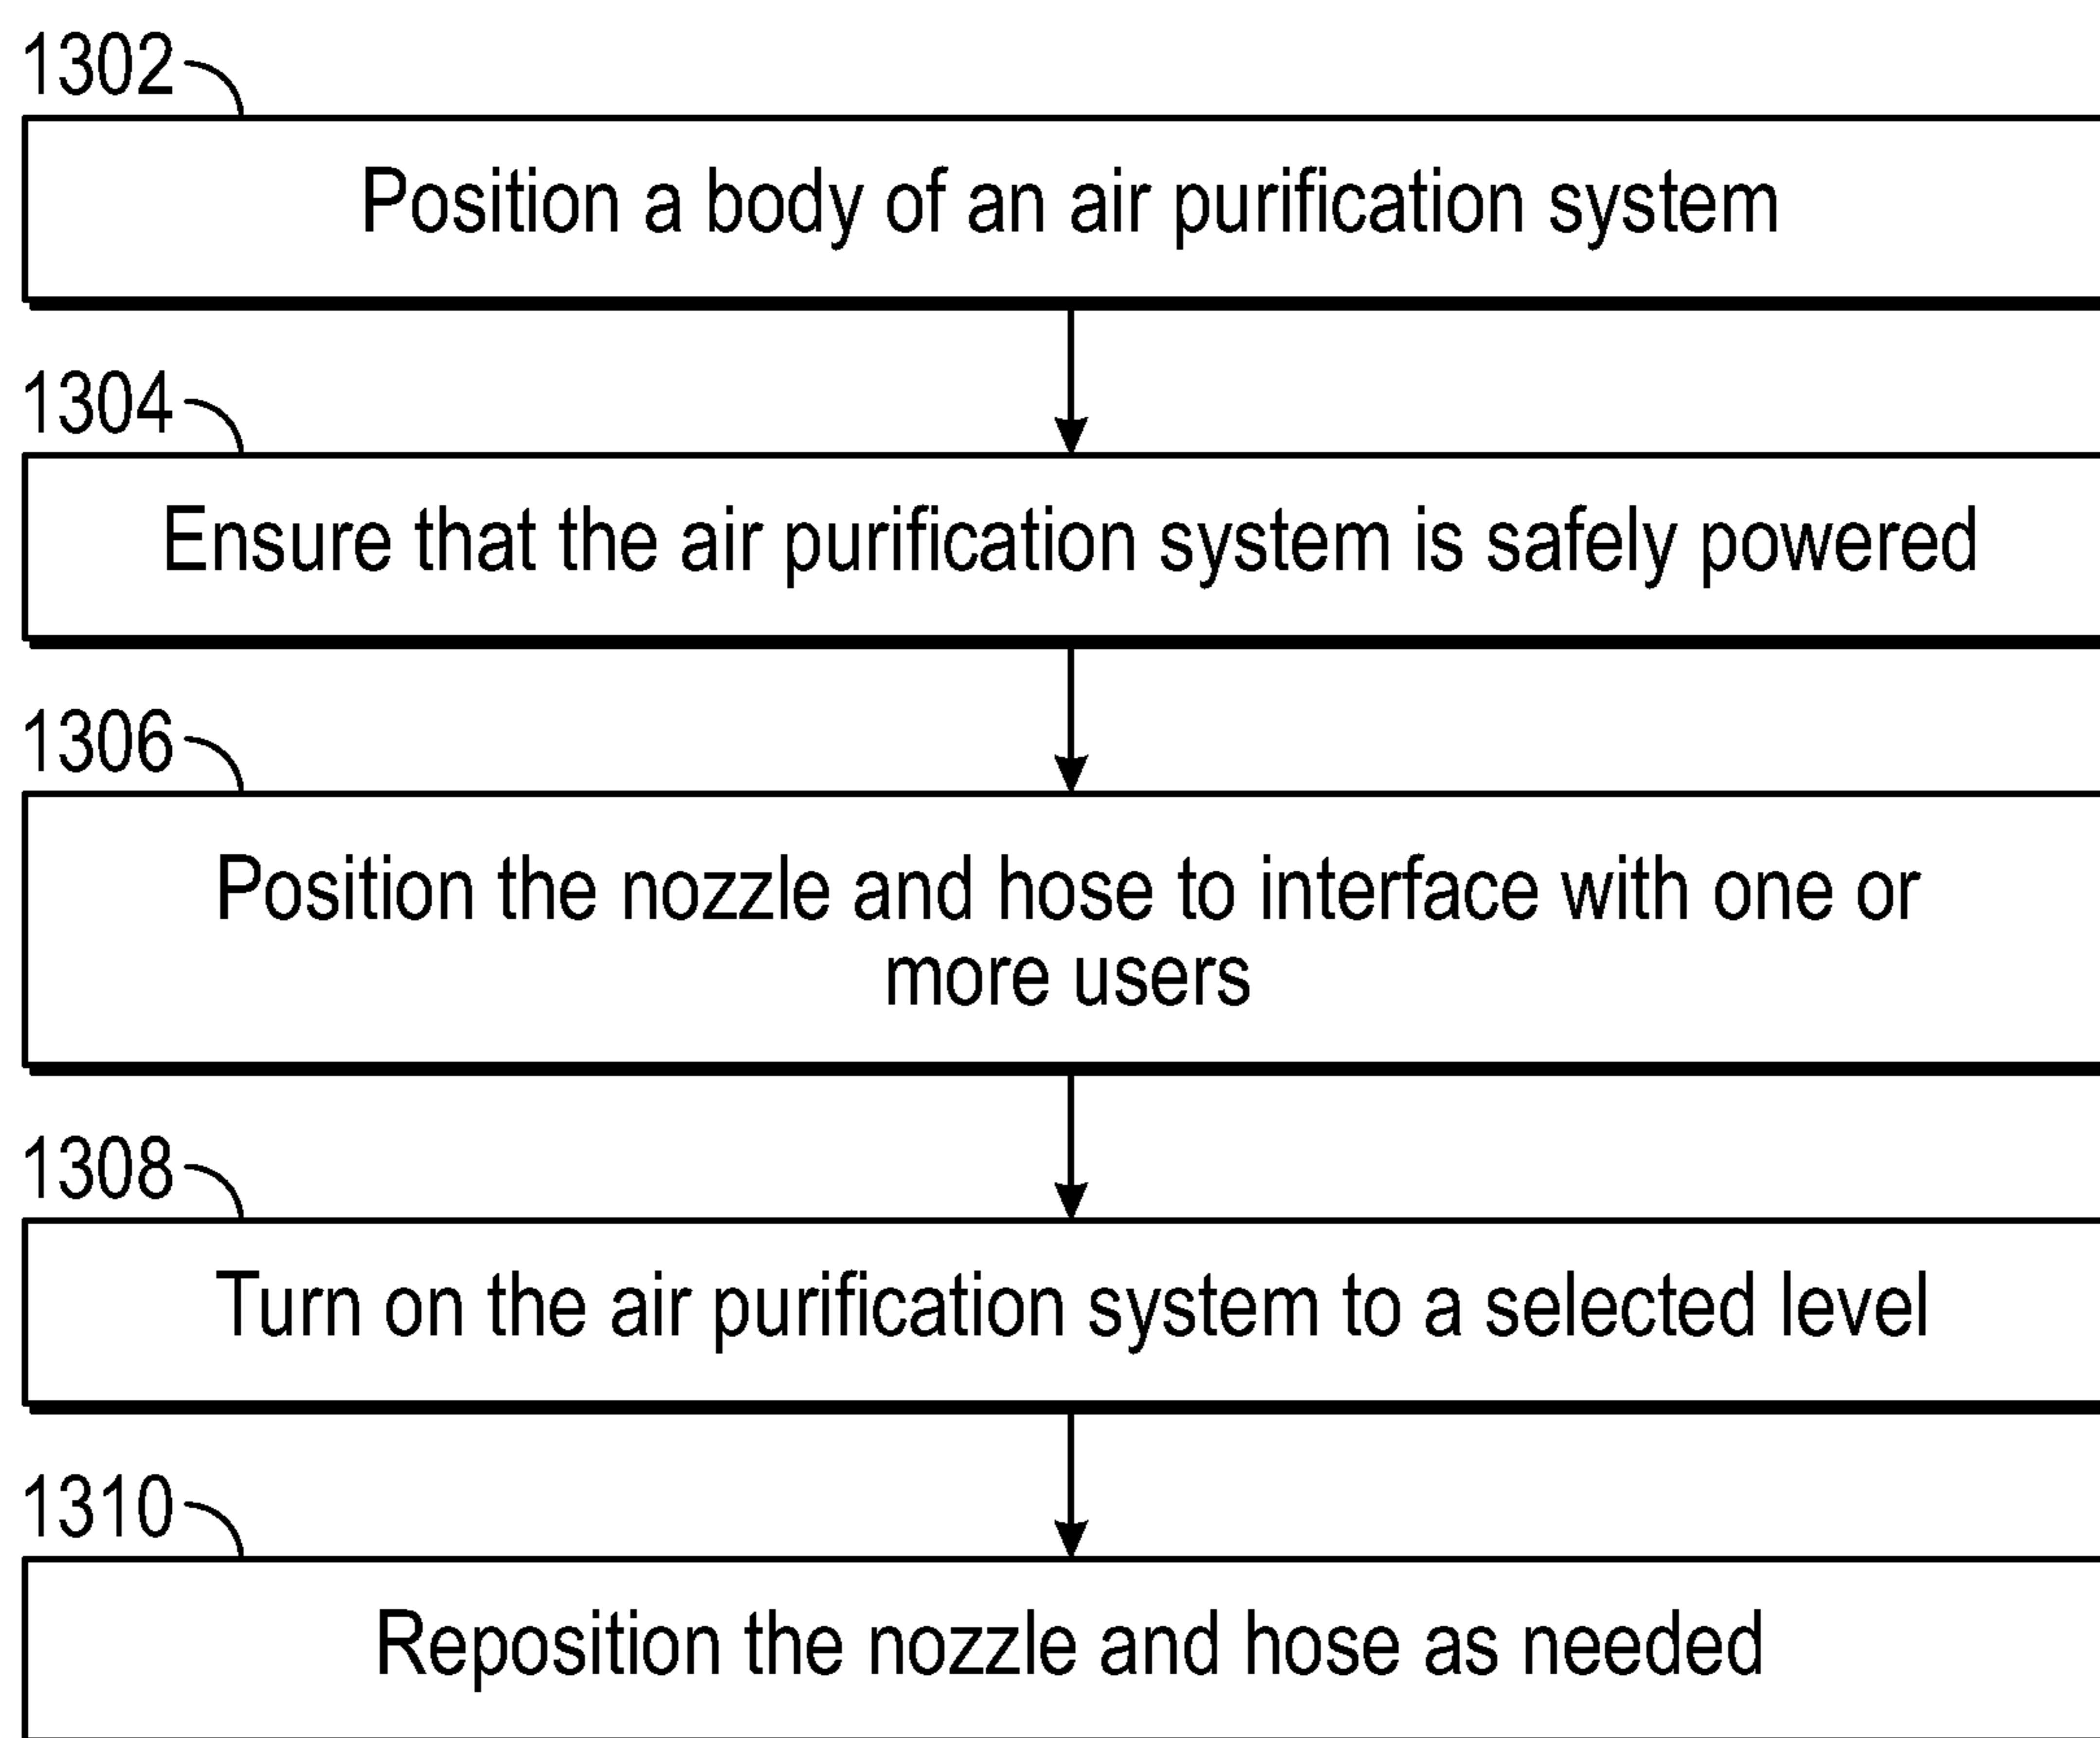 1302
Position a body of an air purification system
1304
Ensure that the air purification system is safely powered
1306
Position the nozzle and hose to interface with one or
more users
1308
Turn on the air purification system to a selected level
1310
Reposition the nozzle and hose as needed